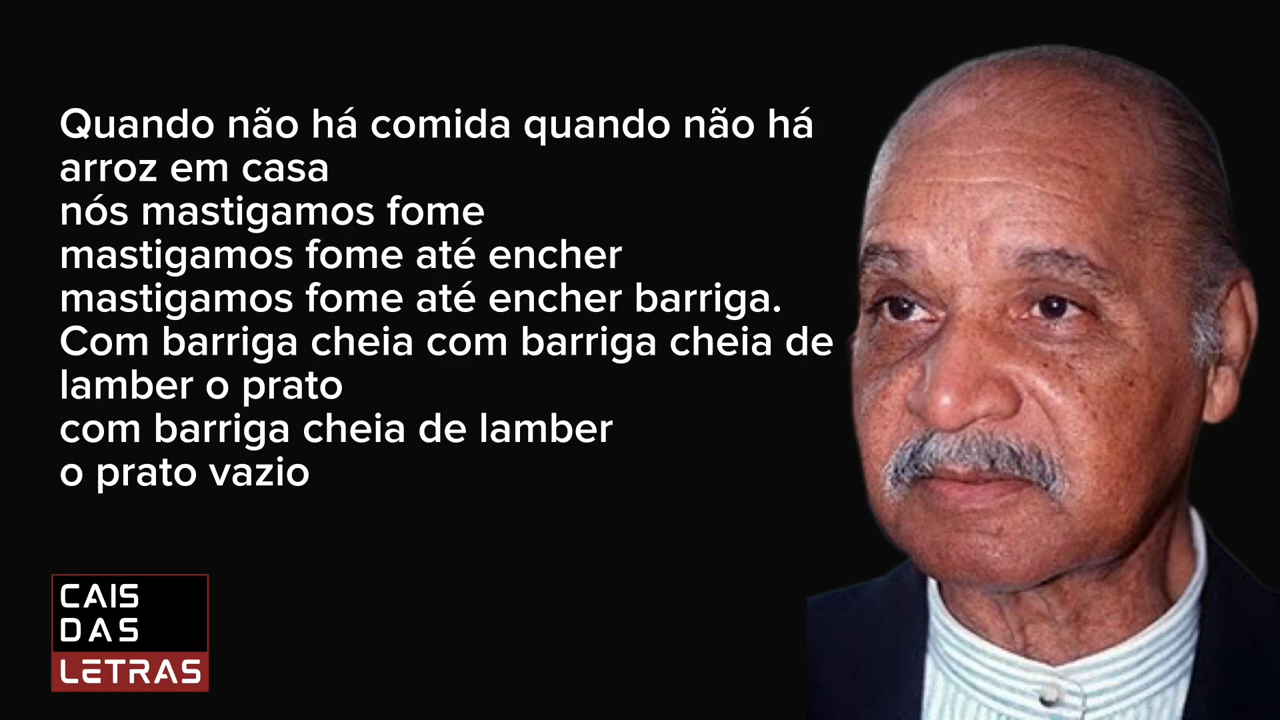 Quando não há comida quando não há
arroz em casa
nós mastigamos fome
mastigamos fome até encher
mastigamos fome até encher barriga.
Com barriga cheia com barriga cheia de
lamber o prato
com barriga cheia de lamber
o prato vazio
CAIS
DAS
LETRAS